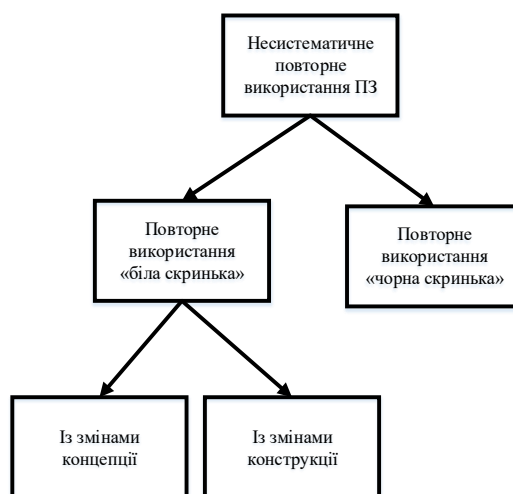 Несистематичне
повторне
використання ПЗ
Повторне
використання
«біла скринька»
Повторне
використання
«чорна скринька»
Із змінами
концепції
Із змінами
конструкції